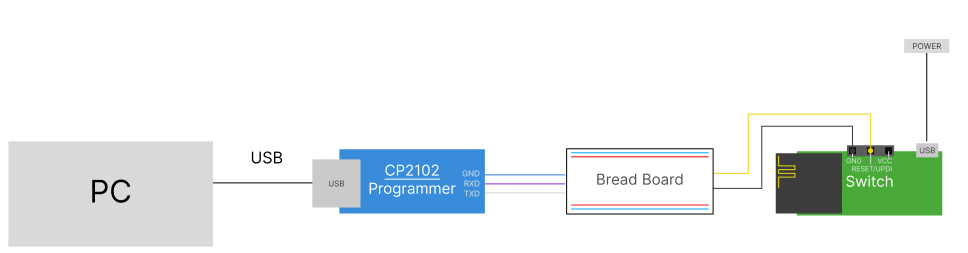 POWER
USB
PC
USB
CP2102
Programmer
GND
RXD
TXD
Bread Board
USB
GND
VCC
RESET/UPDI
Switch